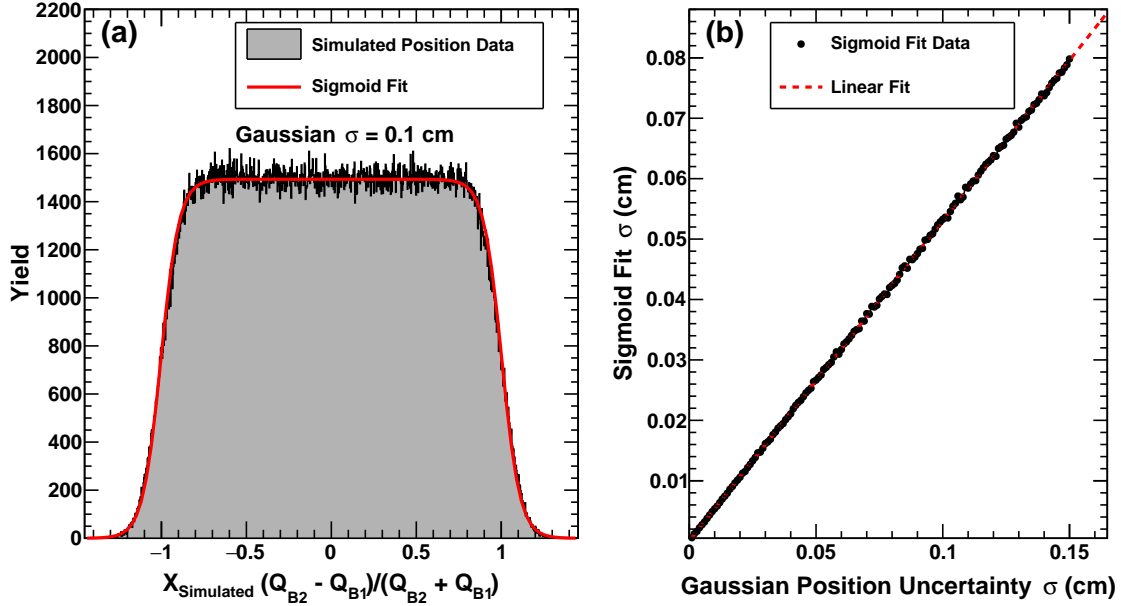 (a)
Simulated Position Data
Sigmoid Fit
Gaussian σ = 0.1 cm
Yield
2200
2000
1800
1600
1400
1200
1000
800
600
400
200
0
−1 −0.5 0 0.5 1
X_Simulated (Q_B2 - Q_B1)/(Q_B2 + Q_B1)
(b)
Sigmoid Fit Data
Linear Fit
Sigmoid Fit σ (cm)
0.08
0.07
0.06
0.05
0.04
0.03
0.02
0.01
0 0.05 0.1 0.15
Gaussian Position Uncertainty σ (cm)